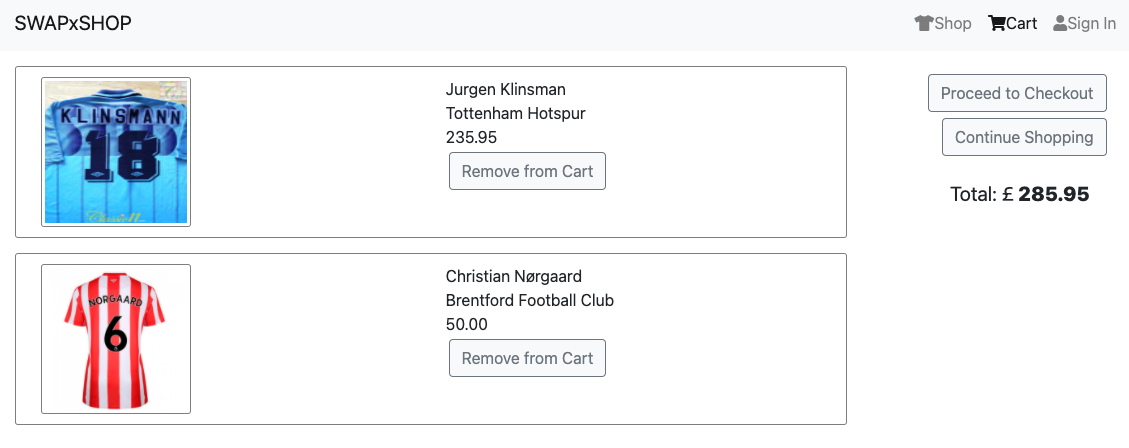 SWAPxSHOP
Shop
Cart
Sign In
KLINSMANN
18
Jurgen Klinsman
Tottenham Hotspur
235.95
Remove from Cart
Proceed to Checkout
Continue Shopping
Total: £ 285.95
NORGAARD
6
Christian Nørgaard
Brentford Football Club
50.00
Remove from Cart